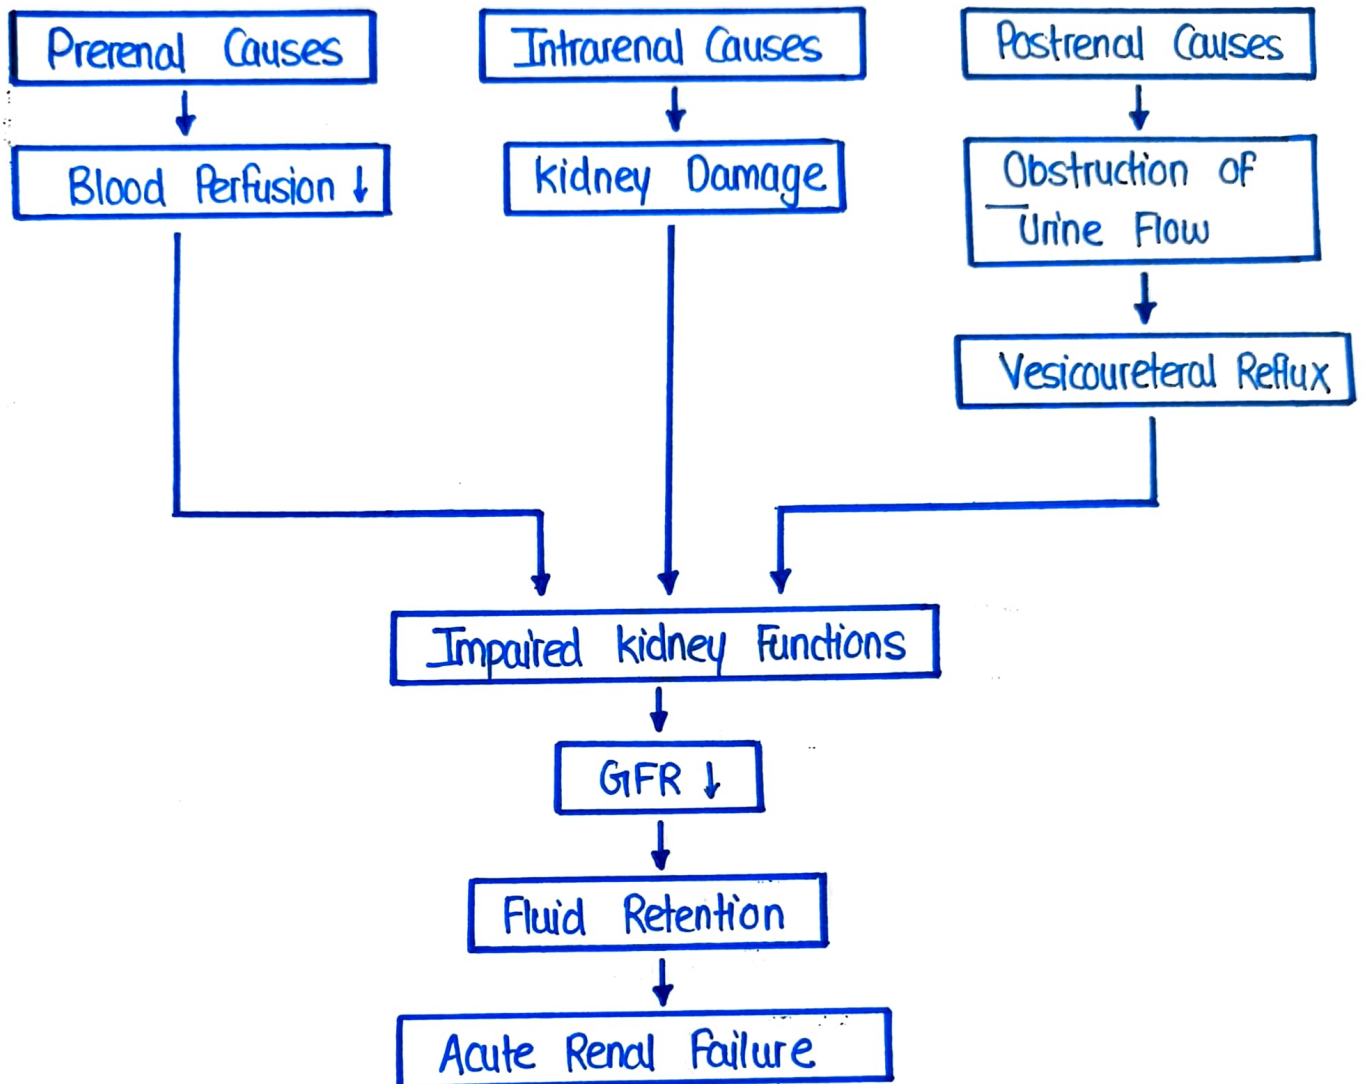 Prerenal Causes
Intrarenal Causes
Postrenal Causes
Blood Perfusion ↓
Kidney Damage
Obstruction of
Urine Flow
Vesicoureteral Reflux
Impaired Kidney Functions
GFR ↓
Fluid Retention
Acute Renal Failure